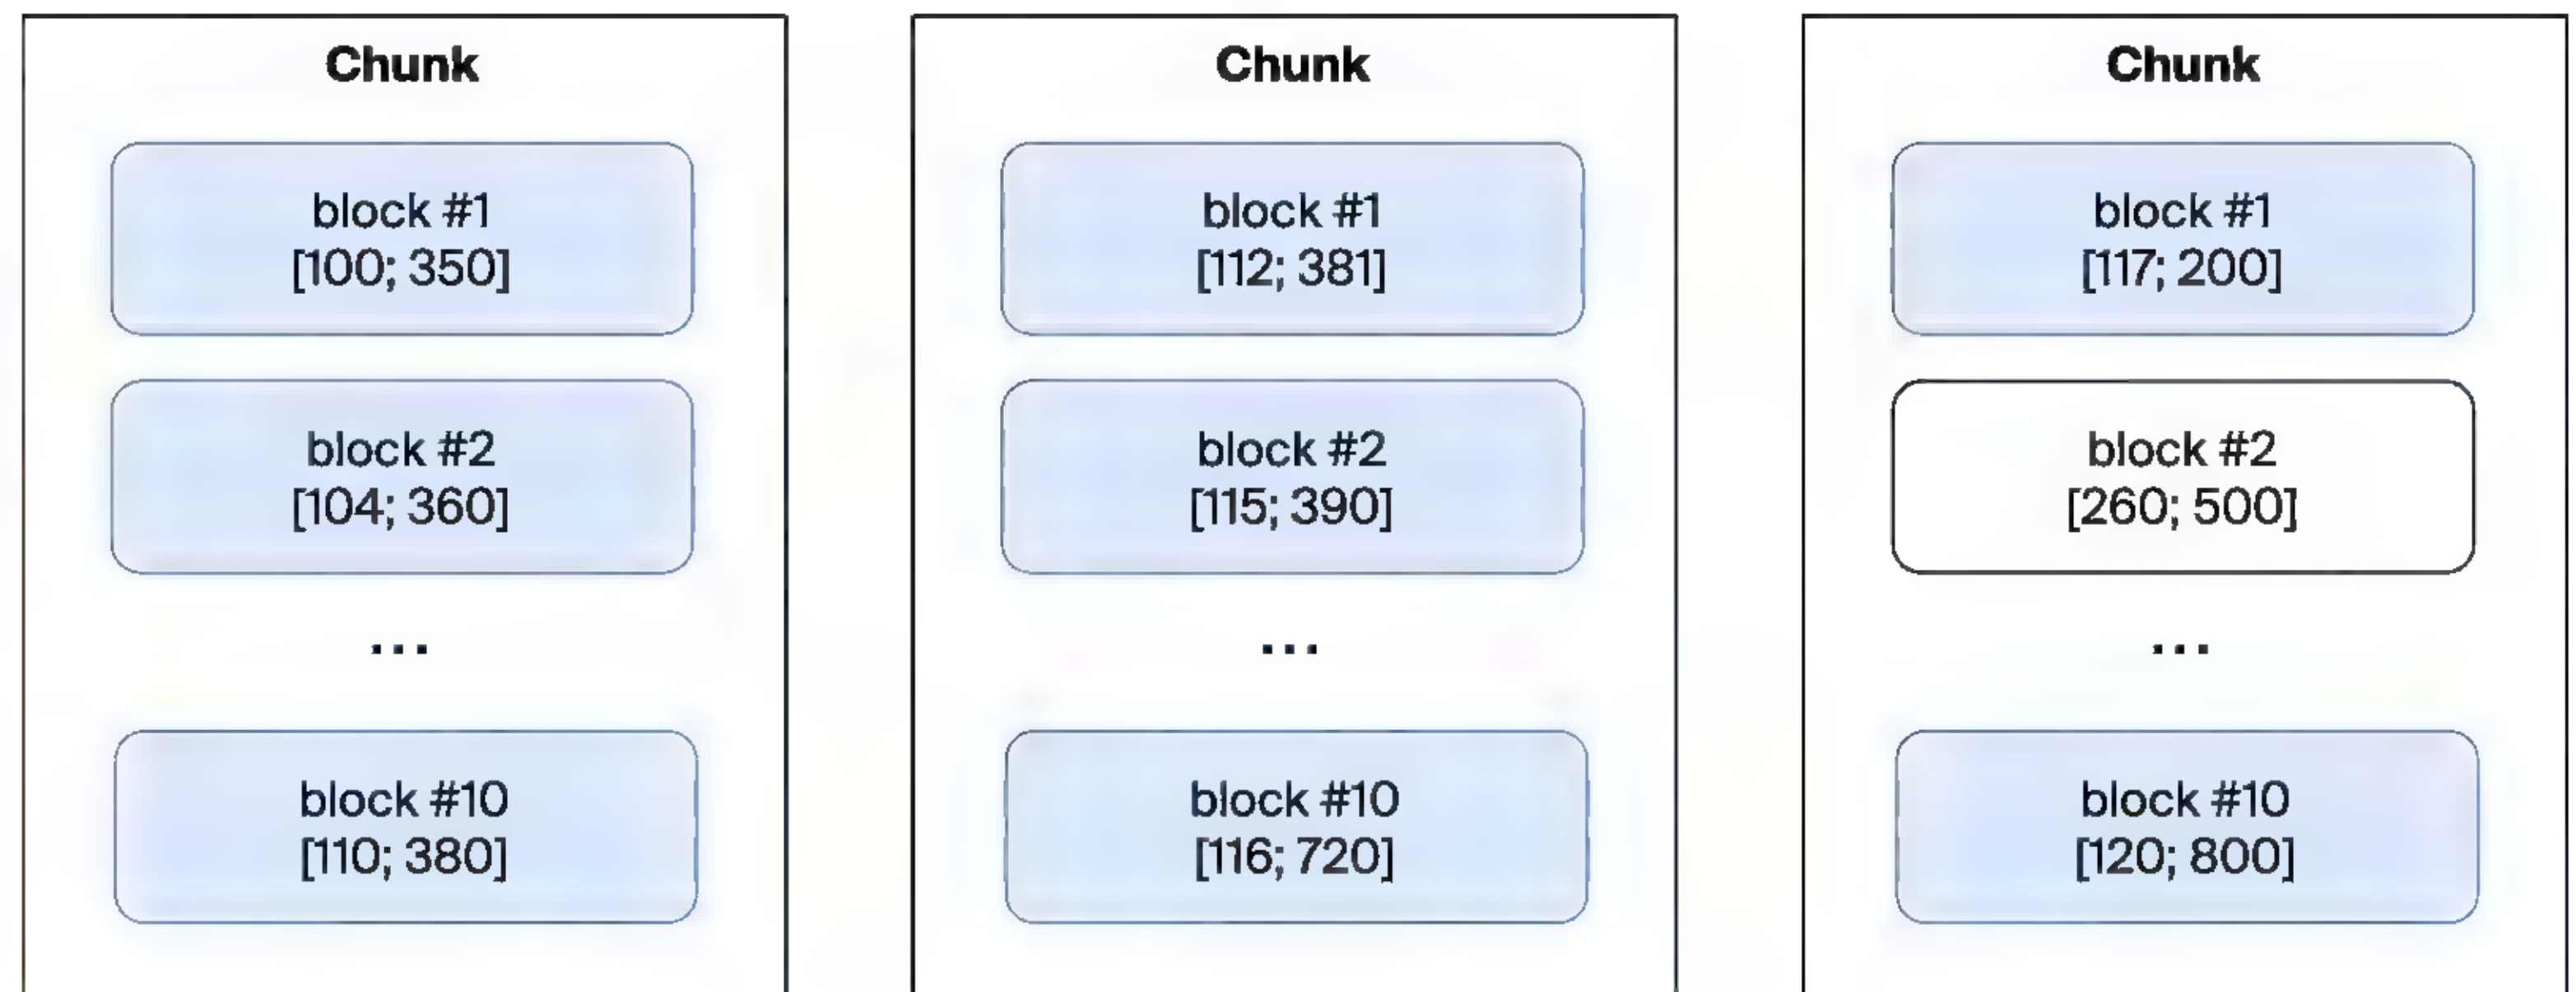 Chunk
block #1
[100; 350]
block #2
[104; 360]
...
block #10
[110; 380]
Chunk
block #1
[112; 381]
block #2
[115; 390]
...
block #10
[116; 720]
Chunk
block #1
[117; 200]
block #2
[260; 500]
...
block #10
[120; 800]